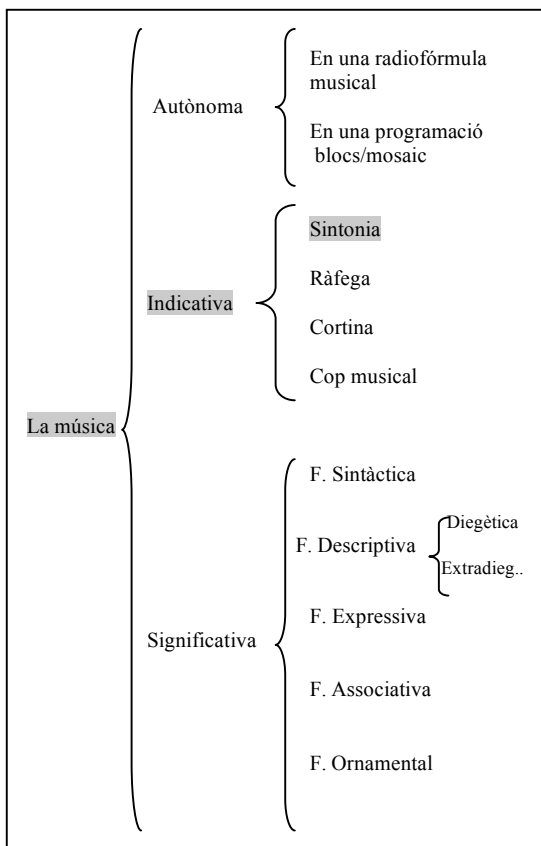 En una radiofórmula
musical
Autònoma
En una programació
blocs/mosaic
Sintonia
Ràfega
Indicativa
Cortina
Cop musical
La música
F. Sintàctica
Diegètica
F. Descriptiva
Extradieg..
F. Expressiva
Significativa
F. Associativa
F. Ornamental